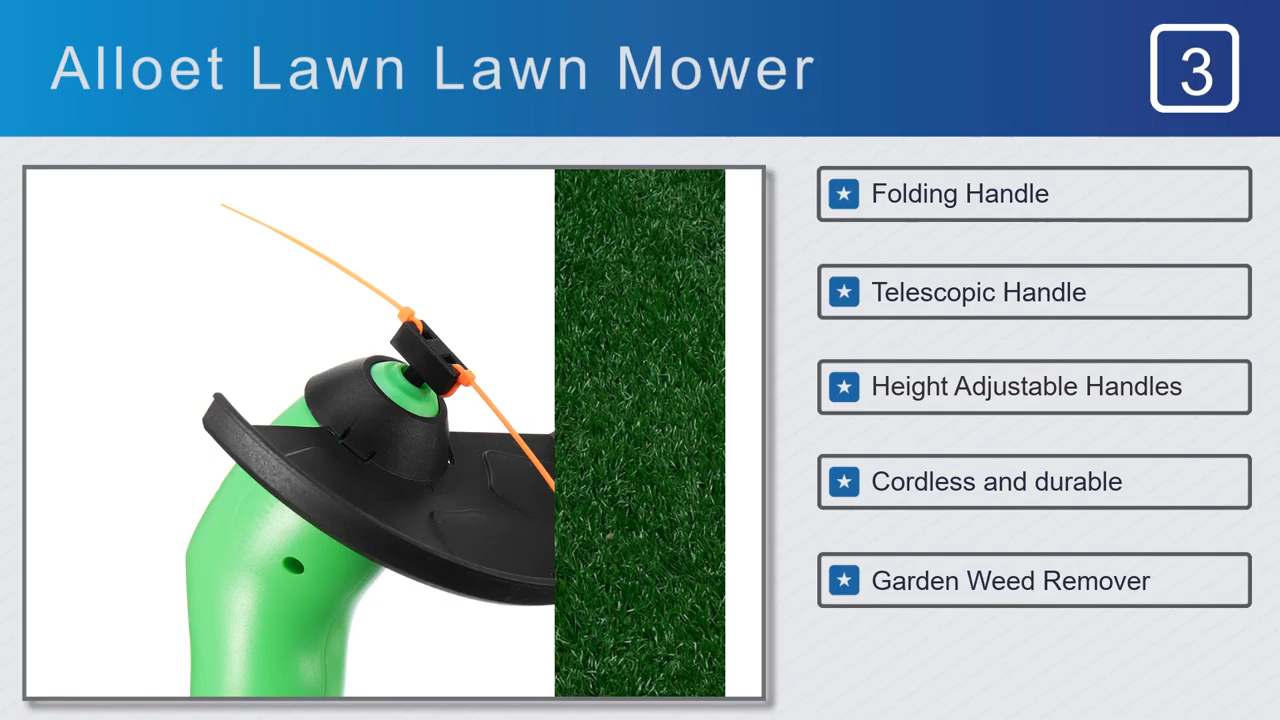 Alloet Lawn Lawn Mower
3
Folding Handle
Telescopic Handle
Height Adjustable Handles
Cordless and durable
Garden Weed Remover